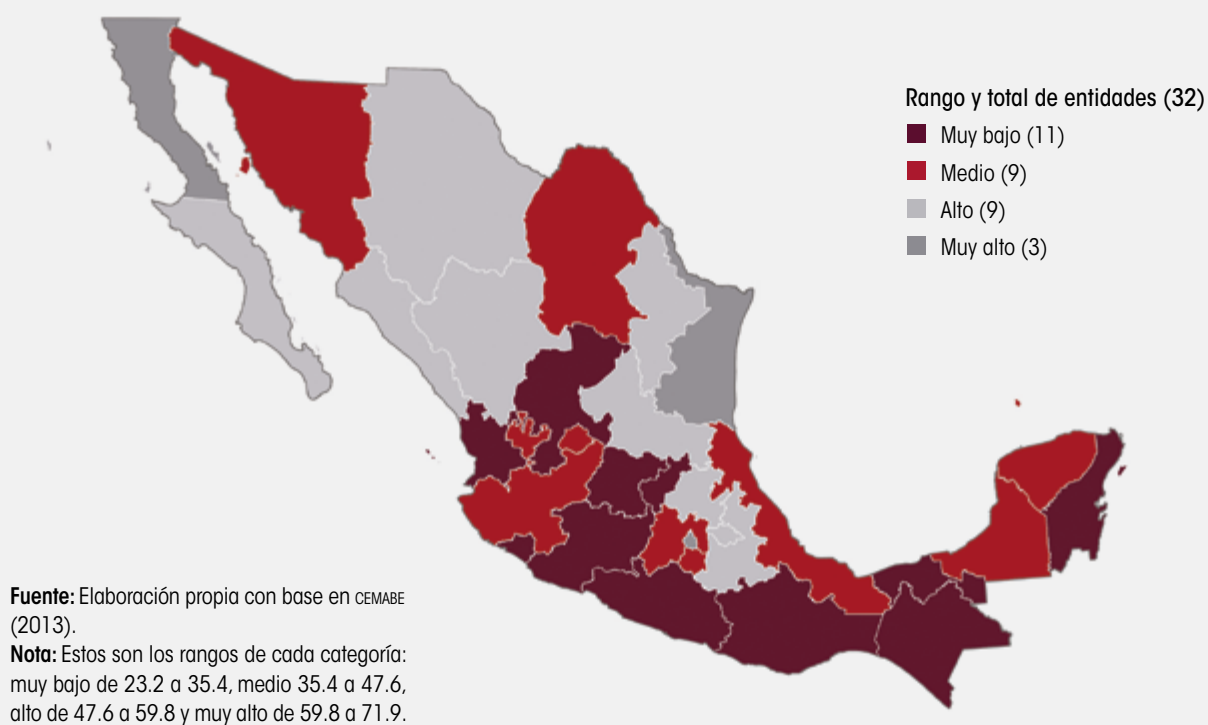 Rango y total de entidades (32)
Muy bajo (11)
Medio (9)
Alto (9)
Muy alto (3)
Fuente: Elaboración propia con base en CEMABE
(2013).
Nota: Estos son los rangos de cada categoría:
muy bajo de 23.2 a 35.4, medio 35.4 a 47.6,
alto de 47.6 a 59.8 y muy alto de 59.8 a 71.9.